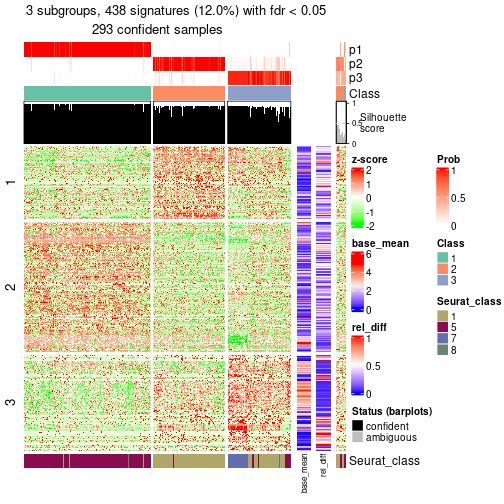 3 subgroups, 438 signatures (12.0%) with fdr < 0.05
293 confident samples
p1
p2
p3
Class
1
0.5
0
Silhouette
score
1
2
3
z-score
2
1
0
-1
-2
base_mean
6
4
2
0
rel_diff
1
0.5
0
Status (barplots)
confident
ambiguous
Prob
1
0.5
0
Class
1
2
3
Seurat_class
1
5
7
8
Seurat_class
base_mean
rel_diff